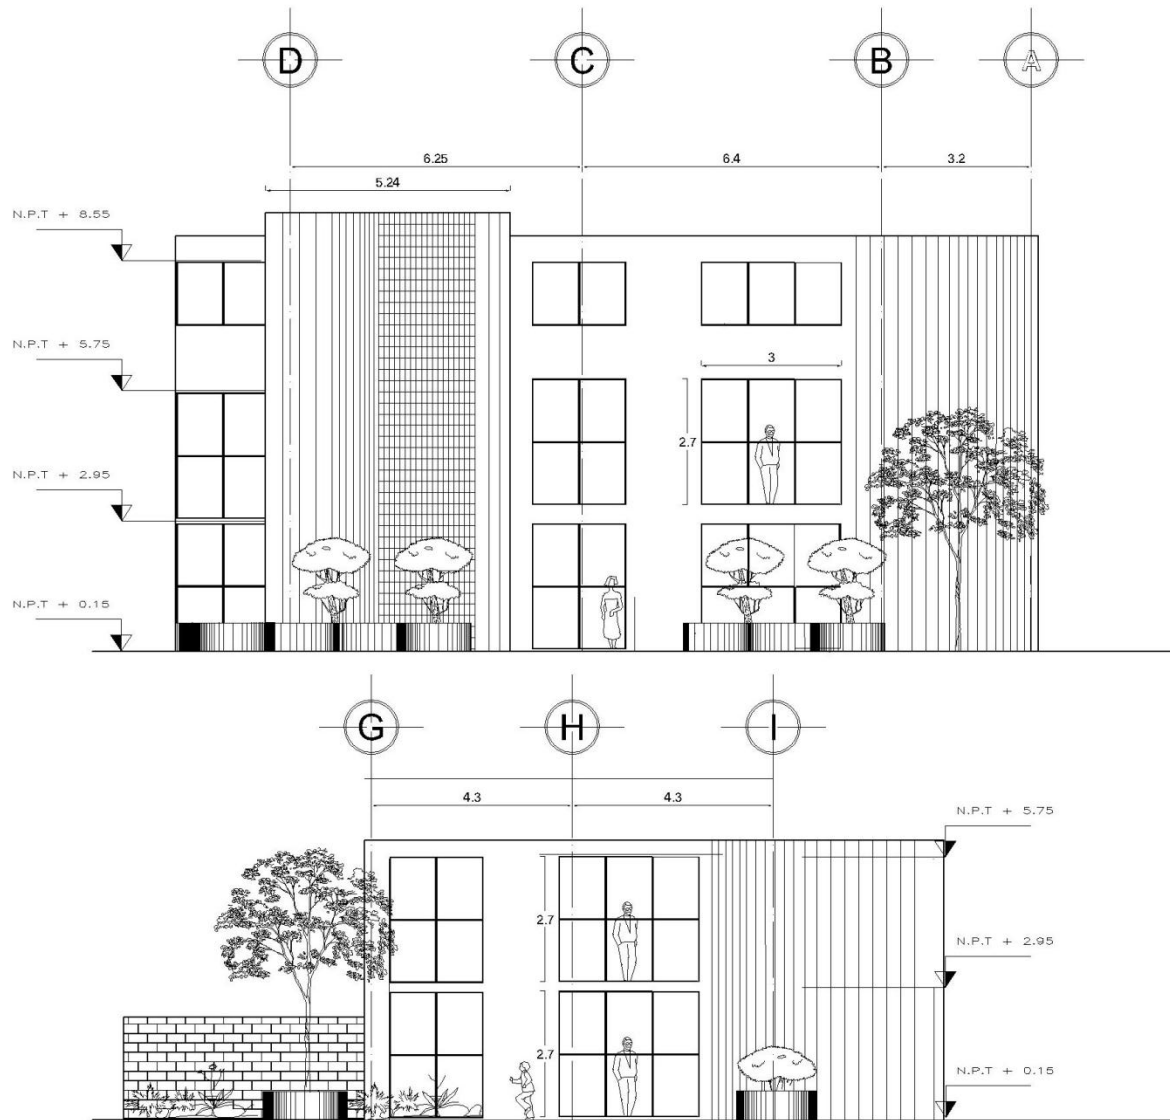 D C B A
6.25 6.4 3.2
5.24
N.P.T + 8.55
N.P.T + 5.75
3
2.7
N.P.T + 2.95
N.P.T + 0.15
G H I
4.3 4.3
N.P.T + 5.75
2.7
N.P.T + 2.95
2.7
N.P.T + 0.15